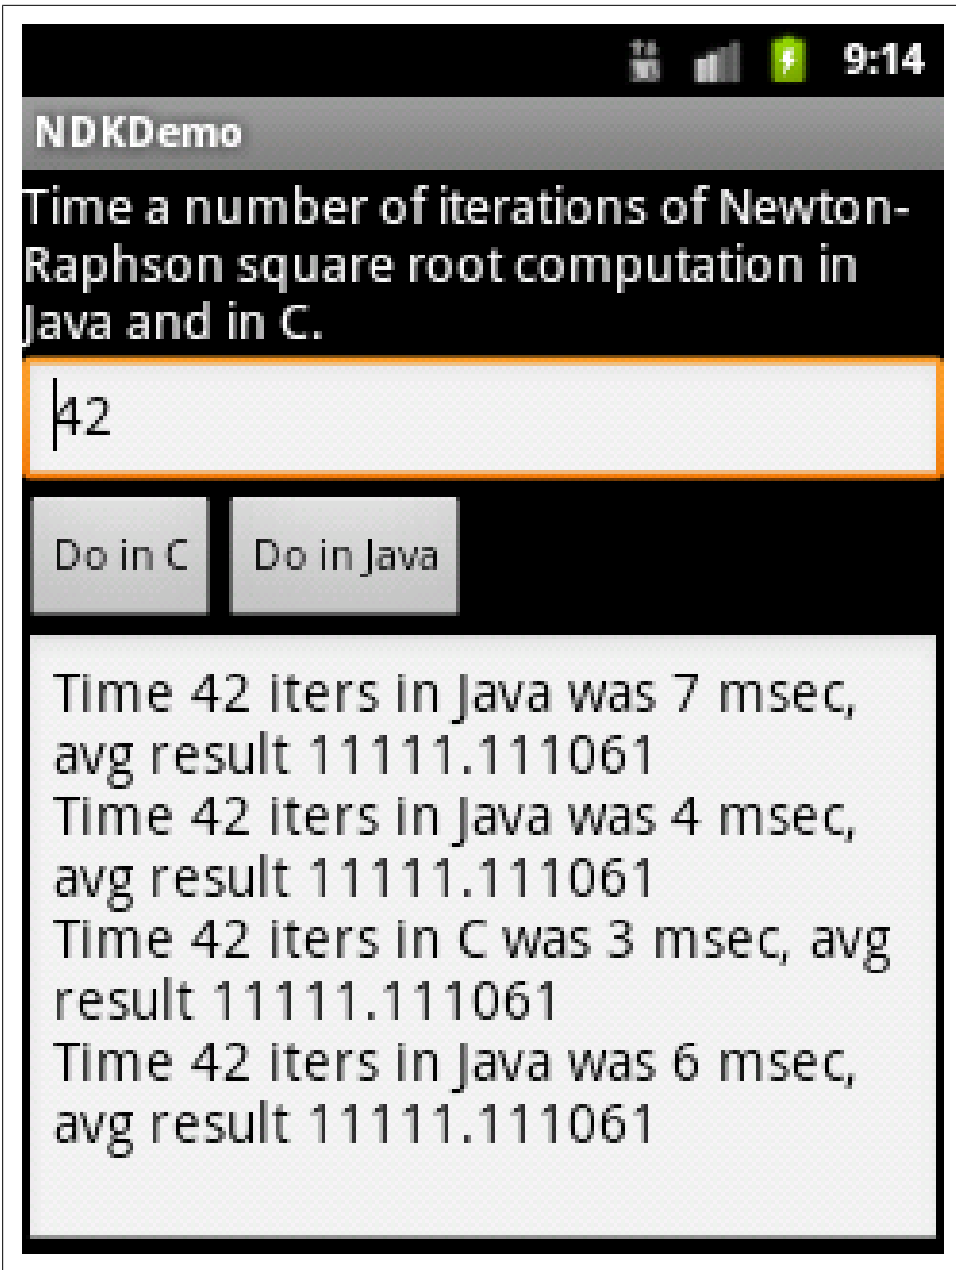 9:14
NDKDemo
Time a number of iterations of Newton-
Raphson square root computation in
Java and in C.
42
Do in C Do in Java
Time 42 iters in Java was 7 msec,
avg result 11111.111061
Time 42 iters in Java was 4 msec,
avg result 11111.111061
Time 42 iters in C was 3 msec, avg
result 11111.111061
Time 42 iters in Java was 6 msec,
avg result 11111.111061